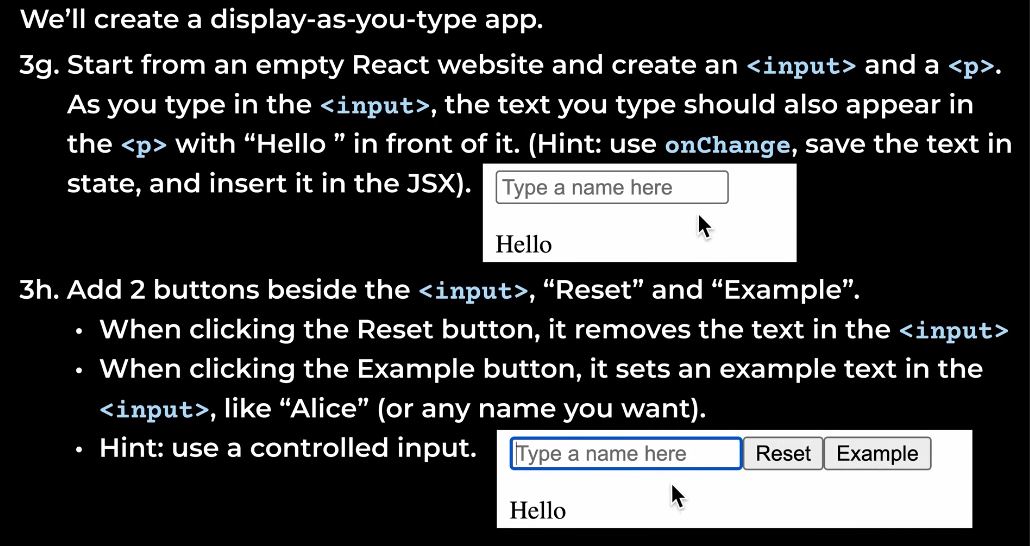 We’ll create a display-as-you-type app.
3g. Start from an empty React website and create an <input> and a <p>.
As you type in the <input>, the text you type should also appear in
the <p> with “Hello ” in front of it. (Hint: use onChange, save the text in
state, and insert it in the JSX).
Type a name here
Hello
3h. Add 2 buttons beside the <input>, “Reset” and “Example”.
• When clicking the Reset button, it removes the text in the <input>
• When clicking the Example button, it sets an example text in the
<input>, like “Alice” (or any name you want).
• Hint: use a controlled input.
Type a name here Reset Example
Hello